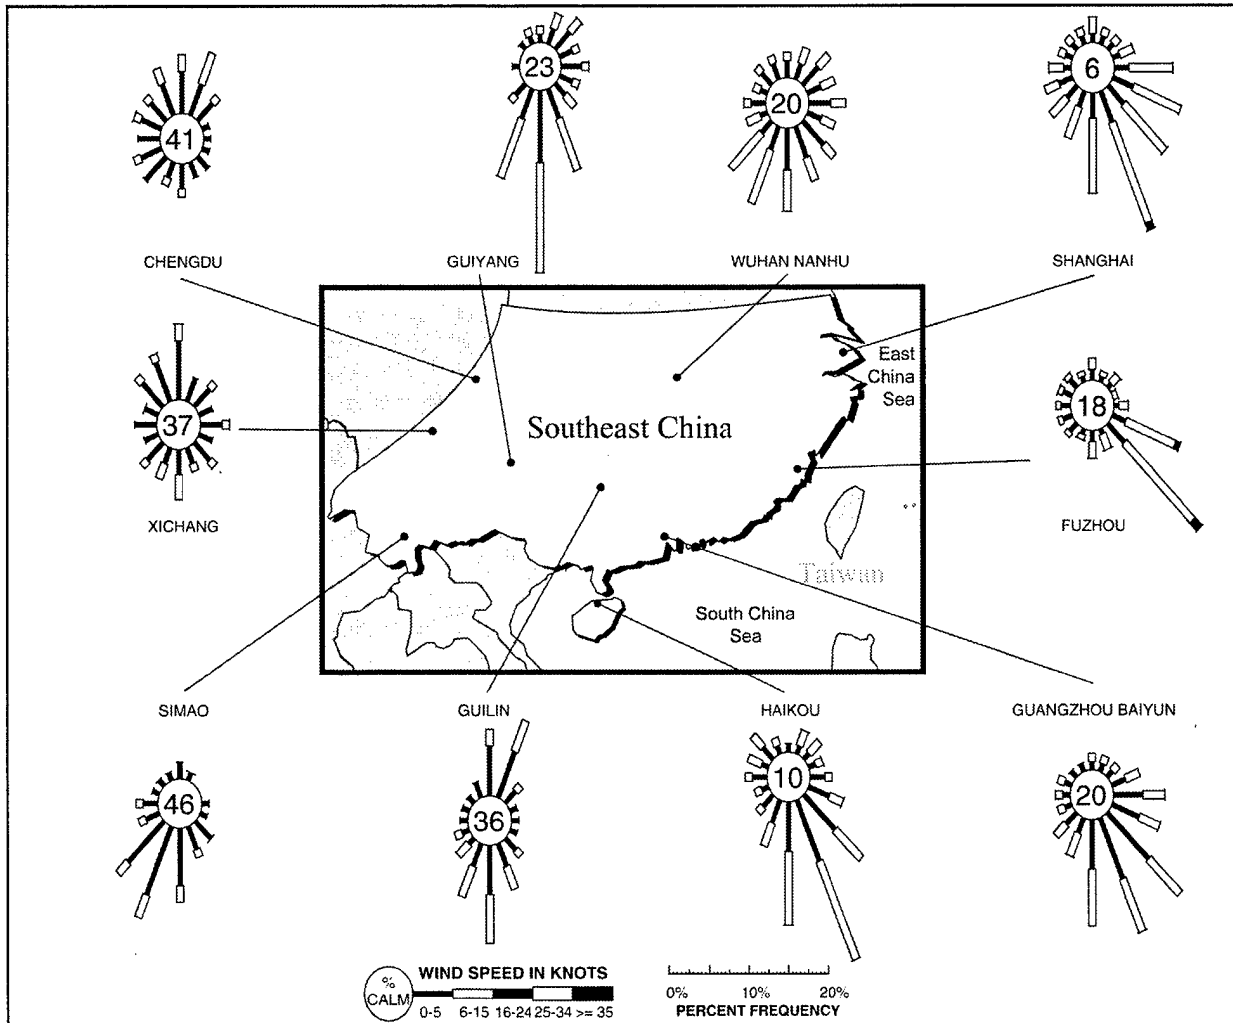 41
23
20
6
CHENGDU
GUIYANG
WUHAN NANHU
SHANGHAI
East
China
Sea
Southeast China
37
18
XICHANG
FUZHOU
Taiwan
South China
Sea
SIMAO
GUILIN
HAIKOU
GUANGZHOU BAIYUN
46
36
10
20
%
CALM
WIND SPEED IN KNOTS
0-5 6-15 16-24 25-34 >= 35
0% 10% 20%
PERCENT FREQUENCY